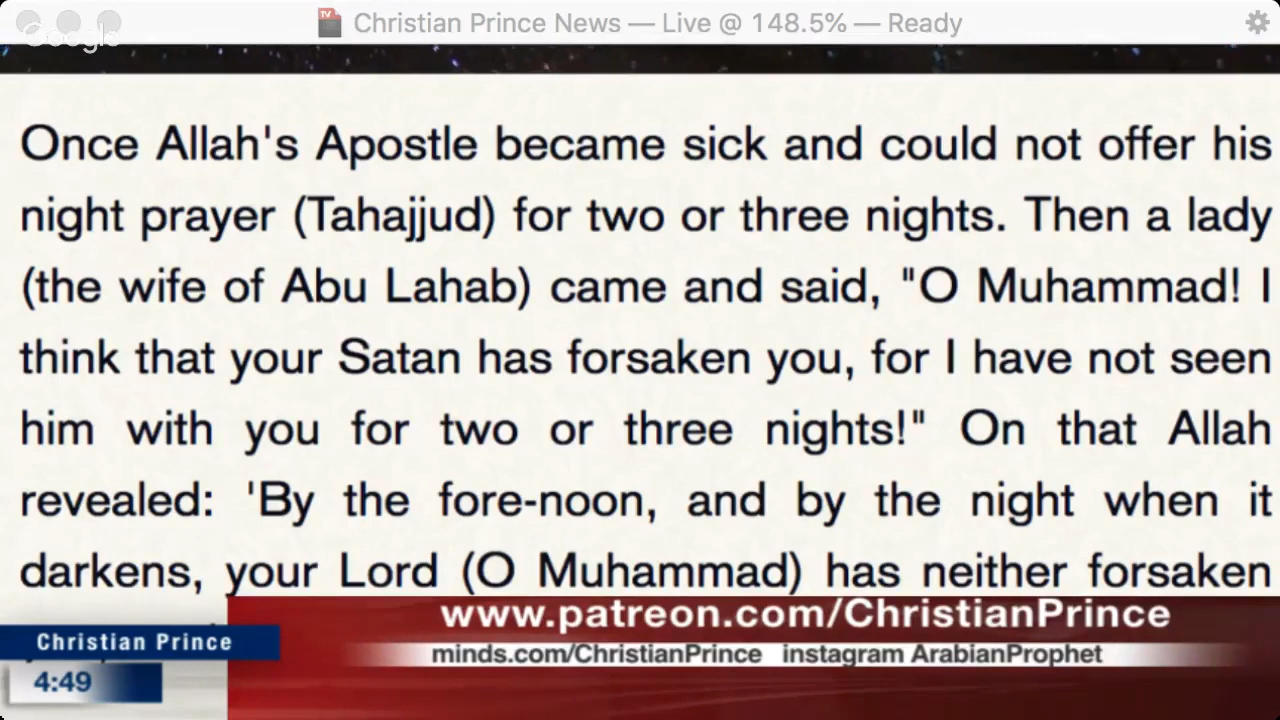 TV Christian Prince News — Live @ 148.5% — Ready
Google
Once Allah's Apostle became sick and could not offer his
night prayer (Tahajjud) for two or three nights. Then a lady
(the wife of Abu Lahab) came and said, "O Muhammad! I
think that your Satan has forsaken you, for I have not seen
him with you for two or three nights!" On that Allah
revealed: 'By the fore-noon, and by the night when it
darkens, your Lord (O Muhammad) has neither forsaken
www.patreon.com/ChristianPrince
Christian Prince
minds.com/ChristianPrince instagram ArabianProphet
4:49